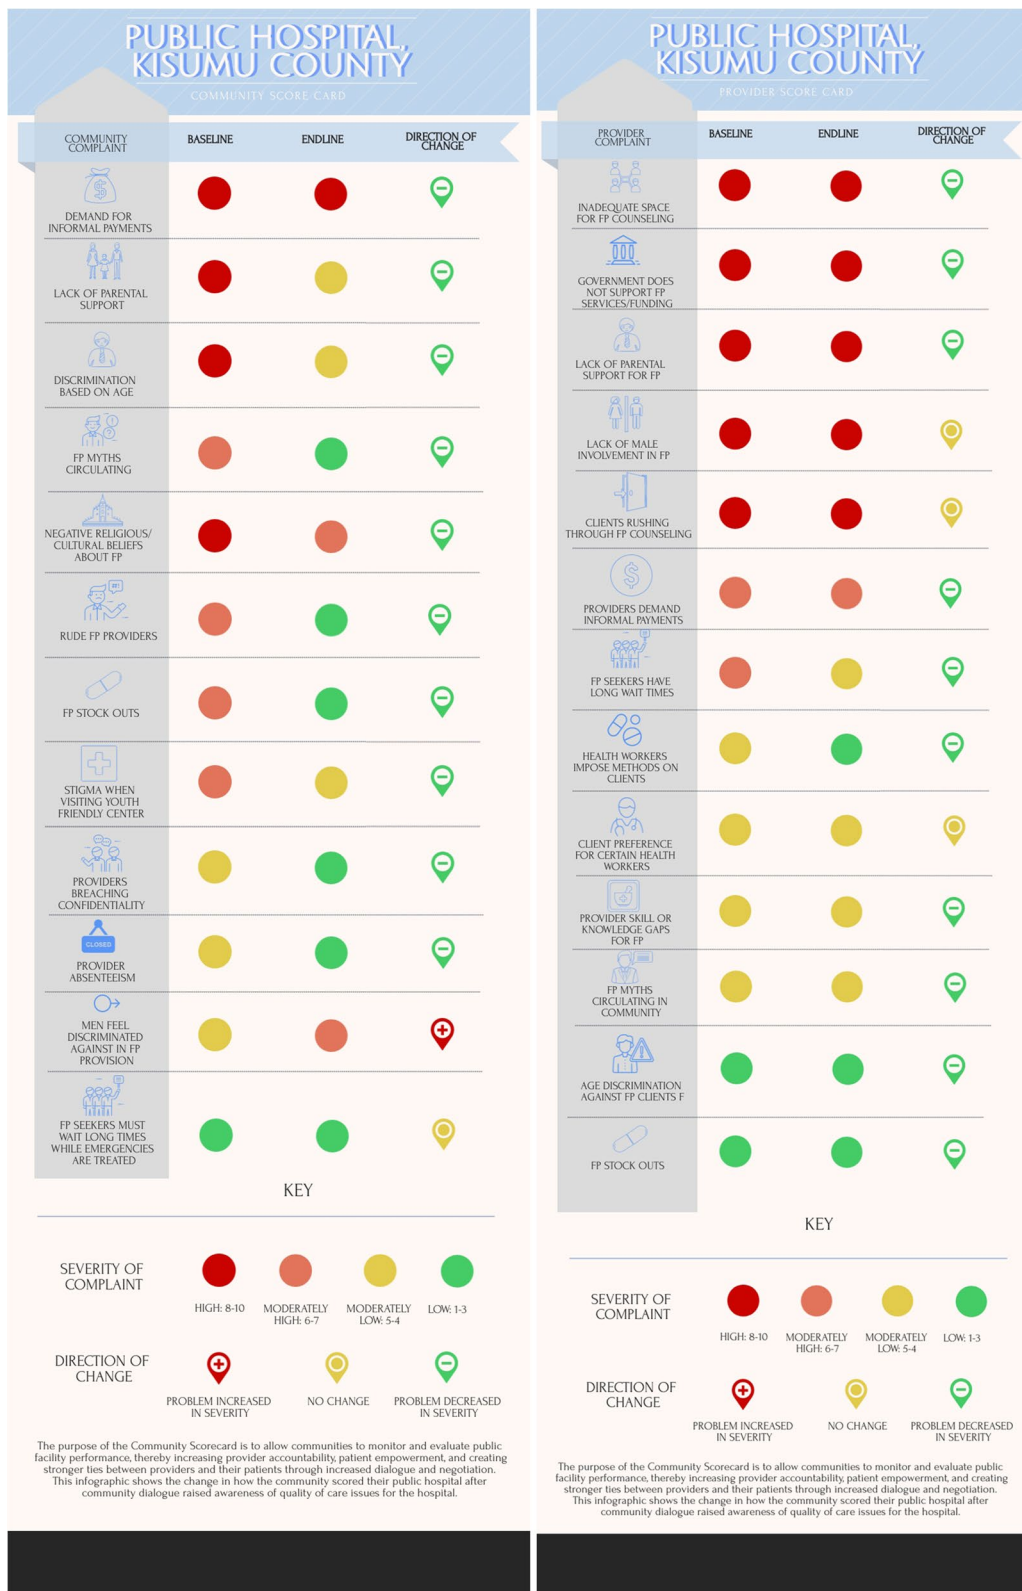 PUBLIC HOSPITAL,
KISUMU COUNTY
COMMUNITY SCORE CARD
COMMUNITY
COMPLAINT
BASELINE
ENDLINE
DIRECTION OF
CHANGE
DEMAND FOR
INFORMAL PAYMENTS
LACK OF PARENTAL
SUPPORT
DISCRIMINATION
BASED ON AGE
FP MYTHS
CIRCULATING
NEGATIVE RELIGIOUS/
CULTURAL BELIEFS
ABOUT FP
RUDE FP PROVIDERS
FP STOCK OUTS
STIGMA WHEN
VISITING YOUTH
FRIENDLY CENTER
PROVIDERS
BREACHING
CONFIDENTIALITY
CLOSED
PROVIDER
ABSENTEEISM
MEN FEEL
DISCRIMINATED
AGAINST IN FP
PROVISION
FP SEEKERS MUST
WAIT LONG TIMES
WHILE EMERGENCIES
ARE TREATED
KEY
SEVERITY OF
COMPLAINT
HIGH: 8-10
MODERATELY
HIGH: 6-7
MODERATELY
LOW: 5-4
LOW: 1-3
DIRECTION OF
CHANGE
PROBLEM INCREASED
IN SEVERITY
NO CHANGE
PROBLEM DECREASED
IN SEVERITY
The purpose of the Community Scorecard is to allow communities to monitor and evaluate public
facility performance, thereby increasing provider accountability, patient empowerment, and creating
stronger ties between providers and their patients through increased dialogue and negotiation.
This infographic shows the change in how the community scored their public hospital after
community dialogue raised awareness of quality of care issues for the hospital.
PUBLIC HOSPITAL,
KISUMU COUNTY
PROVIDER SCORE CARD
PROVIDER
COMPLAINT
BASELINE
ENDLINE
DIRECTION OF
CHANGE
INADEQUATE SPACE
FOR FP COUNSELING
GOVERNMENT DOES
NOT SUPPORT FP
SERVICES/FUNDING
LACK OF PARENTAL
SUPPORT FOR FP
LACK OF MALE
INVOLVEMENT IN FP
CLIENTS RUSHING
THROUGH FP COUNSELING
PROVIDERS DEMAND
INFORMAL PAYMENTS
FP SEEKERS HAVE
LONG WAIT TIMES
HEALTH WORKERS
IMPOSE METHODS ON
CLIENTS
CLIENT PREFERENCE
FOR CERTAIN HEALTH
WORKERS
PROVIDER SKILL OR
KNOWLEDGE GAPS
FOR FP
FP MYTHS
CIRCULATING IN
COMMUNITY
AGE DISCRIMINATION
AGAINST FP CLIENTS F
FP STOCK OUTS
KEY
SEVERITY OF
COMPLAINT
HIGH: 8-10
MODERATELY
HIGH: 6-7
MODERATELY
LOW: 5-4
LOW: 1-3
DIRECTION OF
CHANGE
PROBLEM INCREASED
IN SEVERITY
NO CHANGE
PROBLEM DECREASED
IN SEVERITY
The purpose of the Community Scorecard is to allow communities to monitor and evaluate public
facility performance, thereby increasing provider accountability, patient empowerment, and creating
stronger ties between providers and their patients through increased dialogue and negotiation.
This infographic shows the change in how the community scored their public hospital after
community dialogue raised awareness of quality of care issues for the hospital.